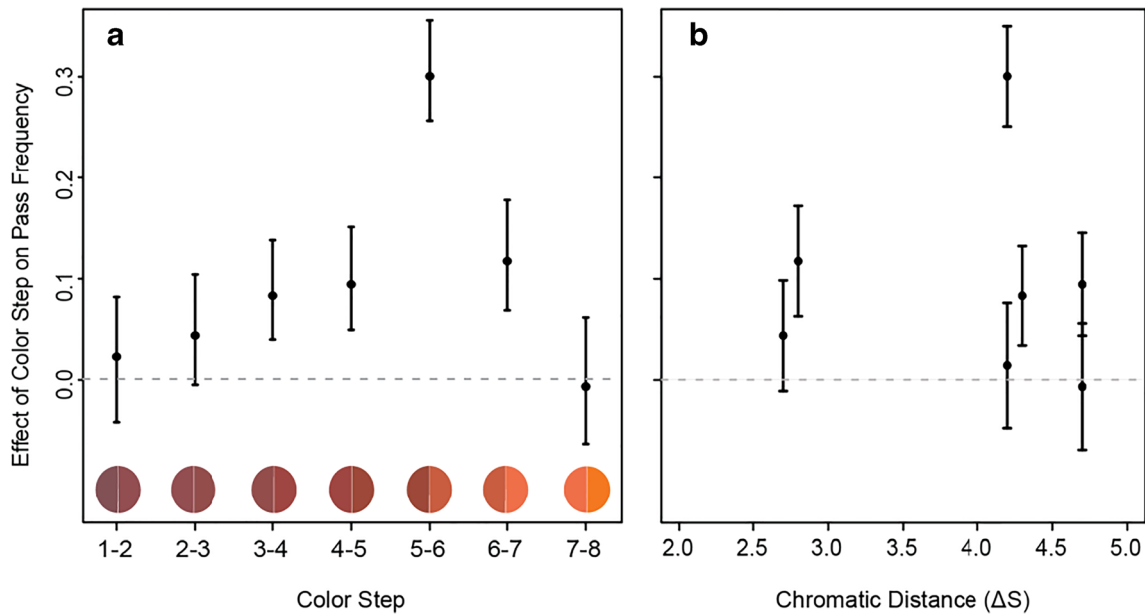 a
b
Effect of Color Step on Pass Frequency
0.3
0.2
0.1
0.0
1-2 2-3 3-4 4-5 5-6 6-7 7-8
2.0 2.5 3.0 3.5 4.0 4.5 5.0
Color Step
Chromatic Distance (ΔS)